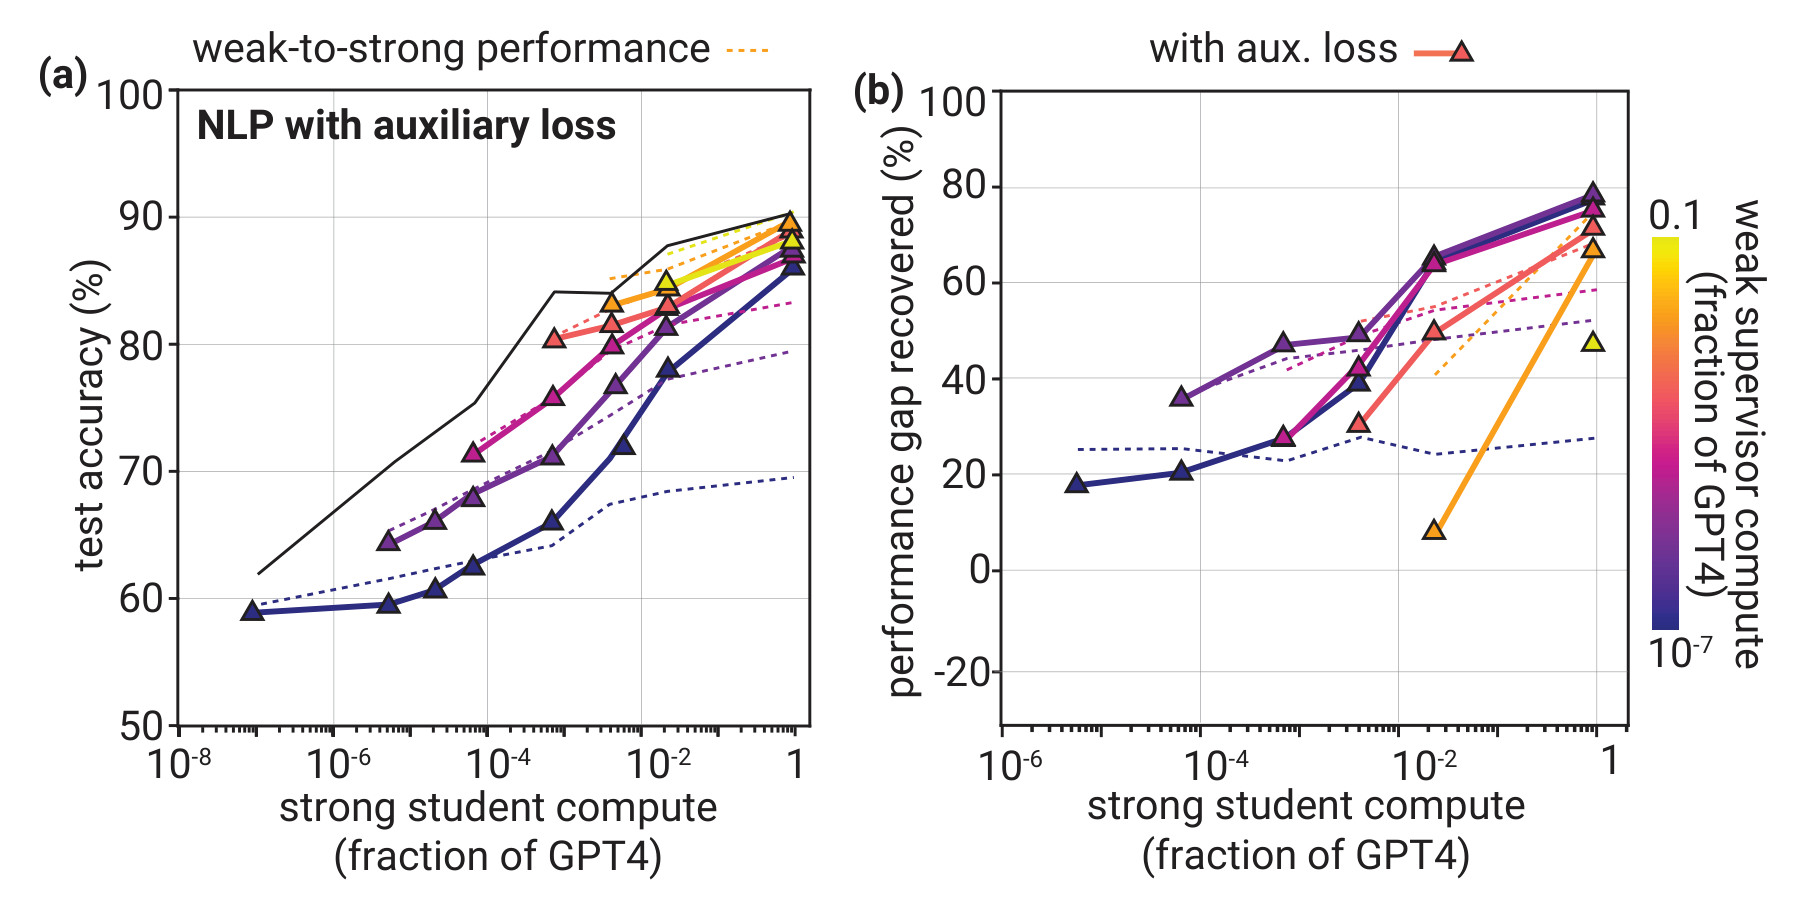 weak-to-strong performance
with aux. loss
(a)
NLP with auxiliary loss
100
90
80
70
60
50
test accuracy (%)
10-8
10-6
10-4
10-2
1
strong student compute
(fraction of GPT4)
(b)
100
80
60
40
20
0
-20
performance gap recovered (%)
10-6
10-4
10-2
1
strong student compute
(fraction of GPT4)
0.1
10-7
weak supervisor compute
(fraction of GPT4)